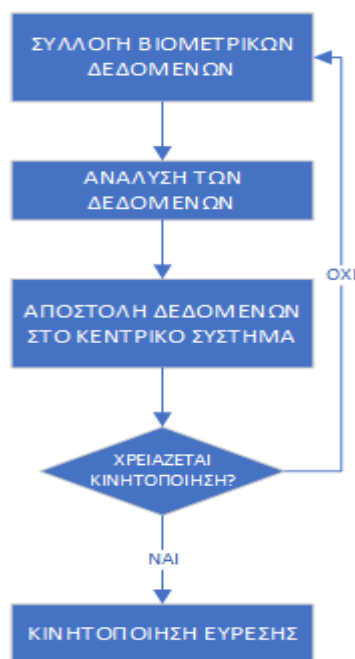 ΣΥΛΛΟΓΗ ΒΙΟΜΕΤΡΙΚΩΝ
ΔΕΔΟΜΕΝΩΝ
ΑΝΑΛΥΣΗ ΤΩΝ
ΔΕΔΟΜΕΝΩΝ
ΑΠΟΣΤΟΛΗ ΔΕΔΟΜΕΝΩΝ
ΣΤΟ ΚΕΝΤΡΙΚΟ ΣΥΣΤΗΜΑ
ΧΡΕΙΑΖΕΤΑΙ
ΚΙΝΗΤΟΠΟΙΗΣΗ?
ΟΧΙ
ΝΑΙ
ΚΙΝΗΤΟΠΟΙΗΣΗ ΕΥΡΕΣΗΣ